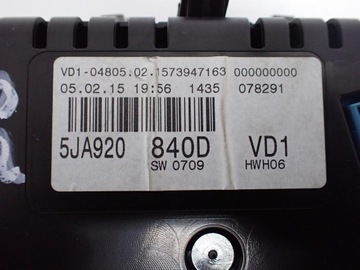 VD1-04805.02.1573947163 000000000
05.02.15 19:56 1435 078291
5JA920 840D VD1
SW 0709 HWH06